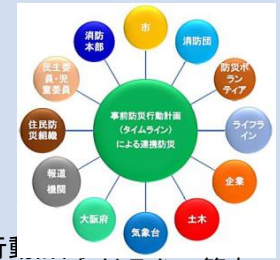 市
消防団
防災ボ
ランティア
ライフラ
イン
企業
土木
気象台
大阪府
報道
機関
住民防
災組織
民生委
員・児
童委員
消防
本部
事前防災行動計画
(タイムライン)
による連携防災
行動